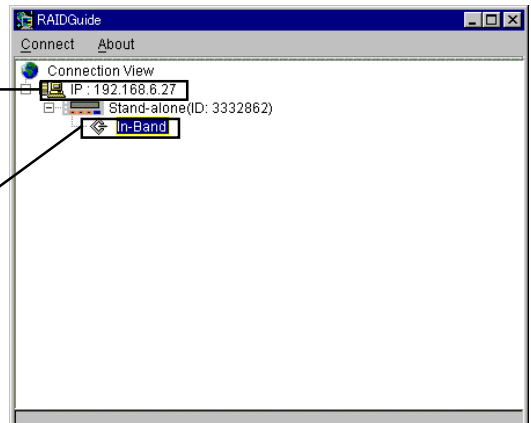 RAIDGuide
Connect About
Connection View
IP : 192.168.6.27
Stand-alone(ID: 3332862)
In-Band